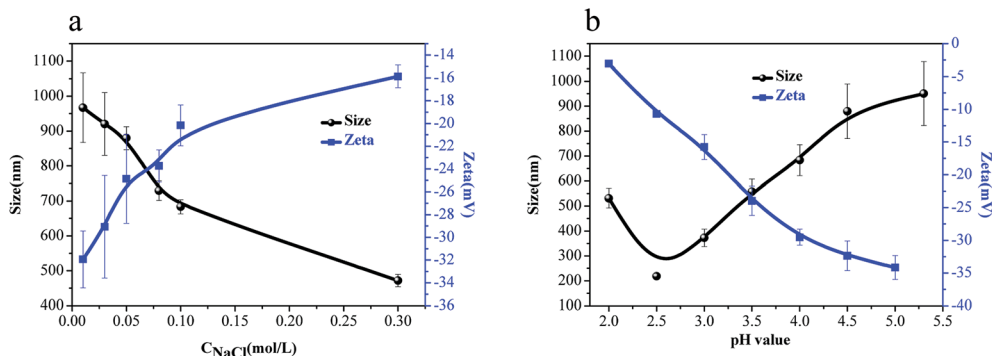 a
1100
1000
900
800
700
600
500
400
Size(nm)
-14
-16
-18
-20
-22
-24
-26
-28
-30
-32
-34
-36
Zeta(mV)
Size
Zeta
0.00 0.05 0.10 0.15 0.20 0.25 0.30
C_NaCl(mol/L)
b
1100
1000
900
800
700
600
500
400
300
200
100
Size(nm)
0
-5
-10
-15
-20
-25
-30
-35
-40
Zeta(mV)
Size
Zeta
2.0 2.5 3.0 3.5 4.0 4.5 5.0 5.5
pH value